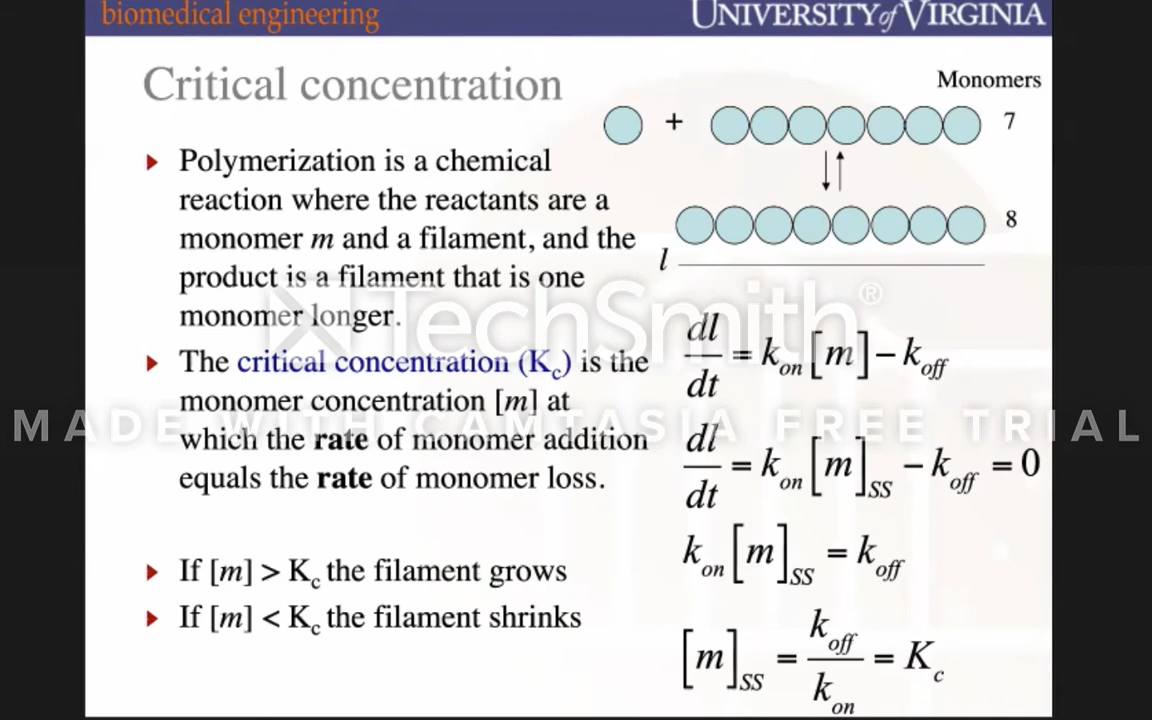 biomedical engineering
UNIVERSITY of VIRGINIA
Critical concentration
Monomers
+
7
8
l
▸ Polymerization is a chemical
reaction where the reactants are a
monomer m and a filament, and the
product is a filament that is one
monomer longer.
▸ The critical concentration (K_c) is the
monomer concentration [m] at
which the rate of monomer addition
equals the rate of monomer loss.
▸ If [m] > K_c the filament grows
▸ If [m] < K_c the filament shrinks
dl/dt = k_on [m] − k_off
dl/dt = k_on [m]_SS − k_off = 0
k_on [m]_SS = k_off
[m]_SS = k_off/k_on = K_c
TechSmith®
MADE WITH CAMTASIA FREE TRIAL